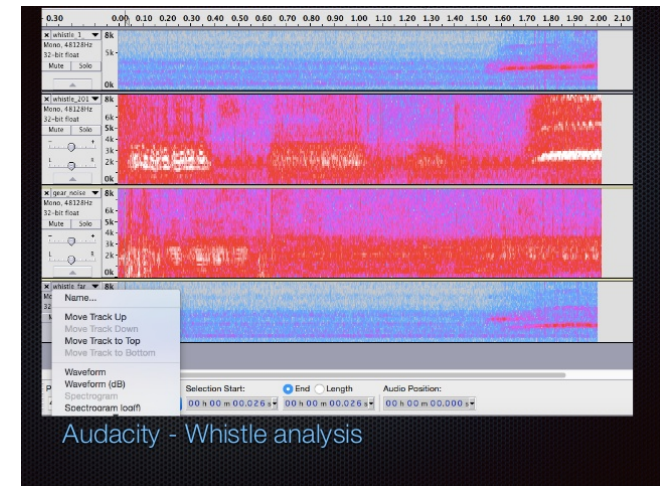 - 0.30 0.00 0.10 0.20 0.30 0.40 0.50 0.60 0.70 0.80 0.90 1.00 1.10 1.20 1.30 1.40 1.50 1.60 1.70 1.80 1.90 2.00 2.10
whistle_1_ 8k
Mono, 48128Hz
32-bit float 5k-
Mute Solo
0k
whistle_201 8k
Mono, 48128Hz
32-bit float 6k-
Mute Solo 5k-
4k-
- + 3k-
2k-
0k
gear_noise 8k
Mono, 48128Hz
32-bit float 6k-
Mute Solo 5k-
4k-
- + 3k-
2k-
0k
whistle_far 8k
Name...
Move Track Up
Move Track Down
Move Track to Top
Move Track to Bottom
Waveform
Waveform (dB)
Spectrogram
Spectrogram log(f)
Selection Start: End Length Audio Position:
00 h 00 m 00.026 s 00 h 00 m 00.026 s 00 h 00 m 00.000 s
Audacity - Whistle analysis